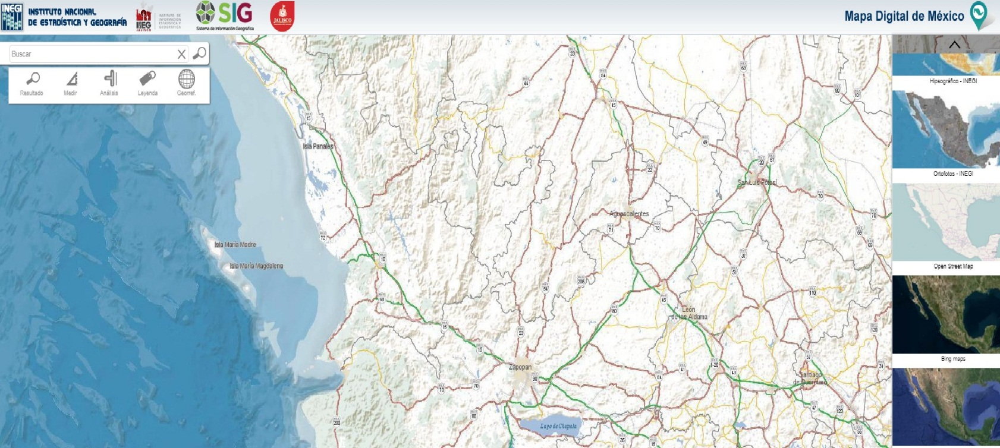 INEGI
INSTITUTO NACIONAL
DE ESTADÍSTICA Y GEOGRAFÍA
IIEG
JALISCO
INSTITUTO DE
INFORMACIÓN
ESTADÍSTICA Y
GEOGRÁFICA
SIG
Sistema de Información Geográfica
JALISCO
Mapa Digital de México
Buscar
X
Resultado
Medir
Análisis
Leyenda
Georref.
Hipsográfico - INEGI
Ortofotos - INEGI
Open Street Map
Bing maps
23
54
63
44
80
101
45
15
49
Isla Panales
20
57
22
San Luis Potosí
70
Aguascalientes
70
71
70
72
69
69
Isla María Madre
37
10
Isla María Magdalena
51
205
54
110
68
45
80
León
de los Aldama
15
120
23
15
57
Zapopan
41
31
43
90
84
Santiago
de Querétaro
70
70
47
120
80
200
Lago de Chapala
55
35
15